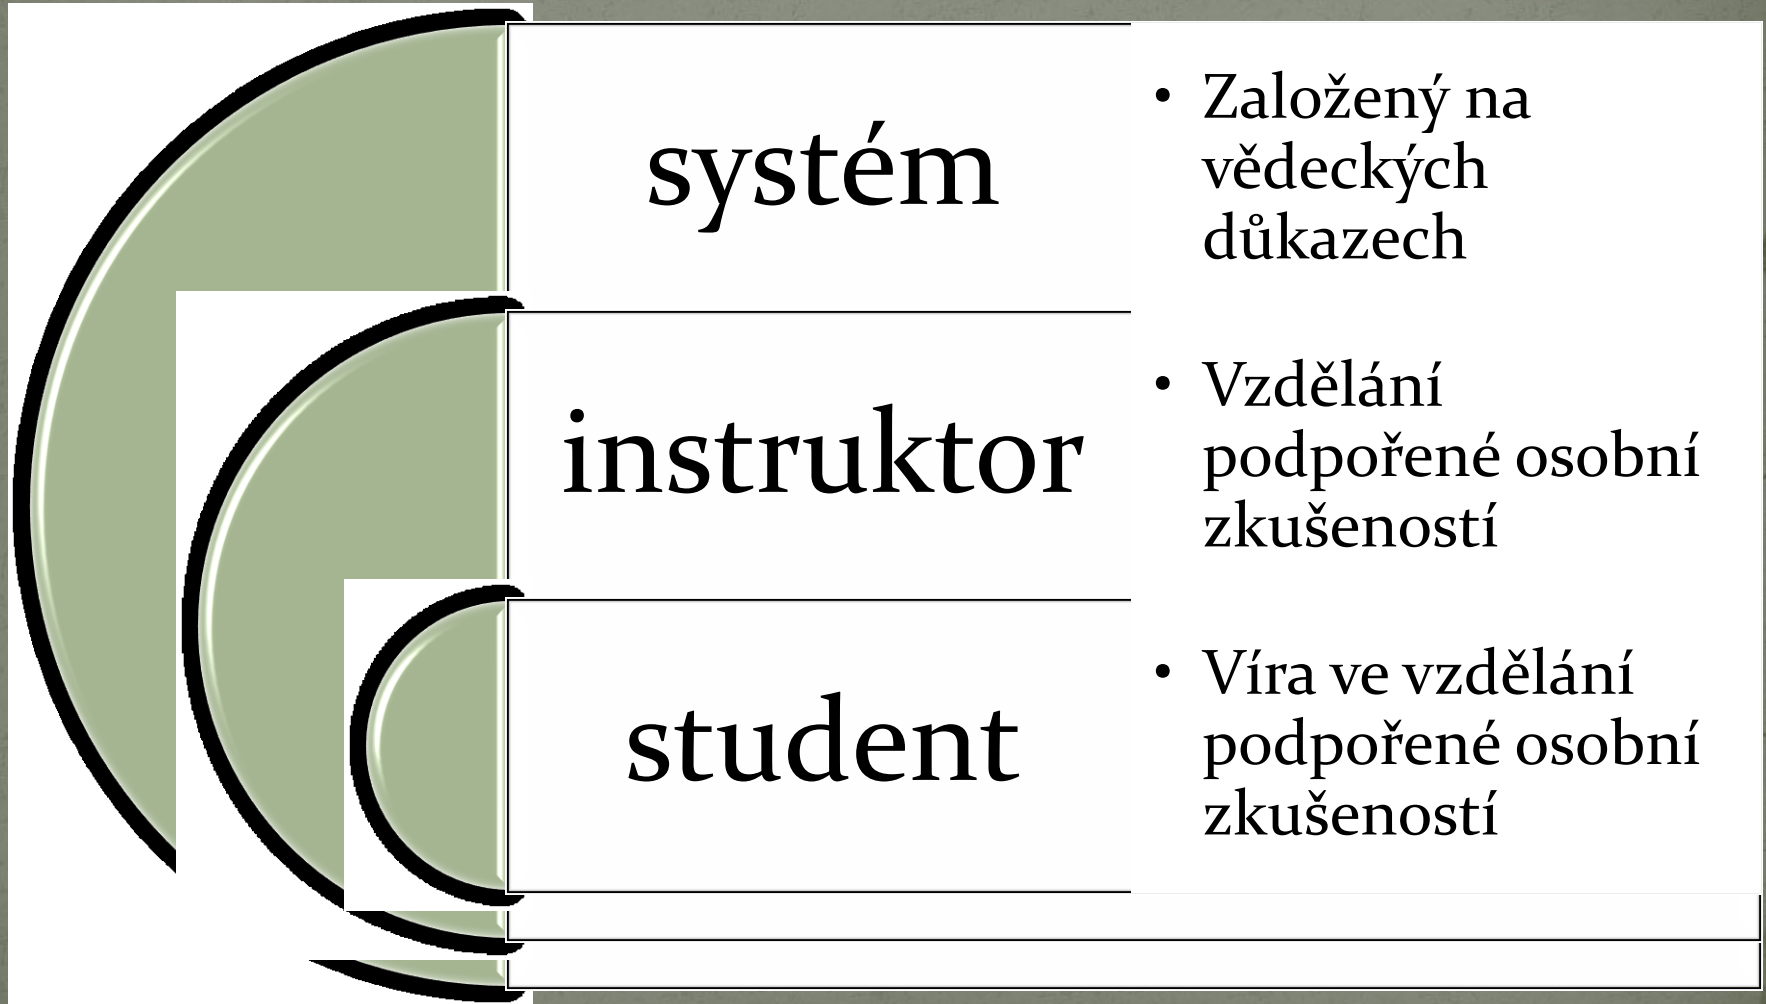 systém
• Založený na
vědeckých
důkazech
instruktor
• Vzdělání
podpořené osobní
zkušeností
student
• Víra ve vzdělání
podpořené osobní
zkušeností